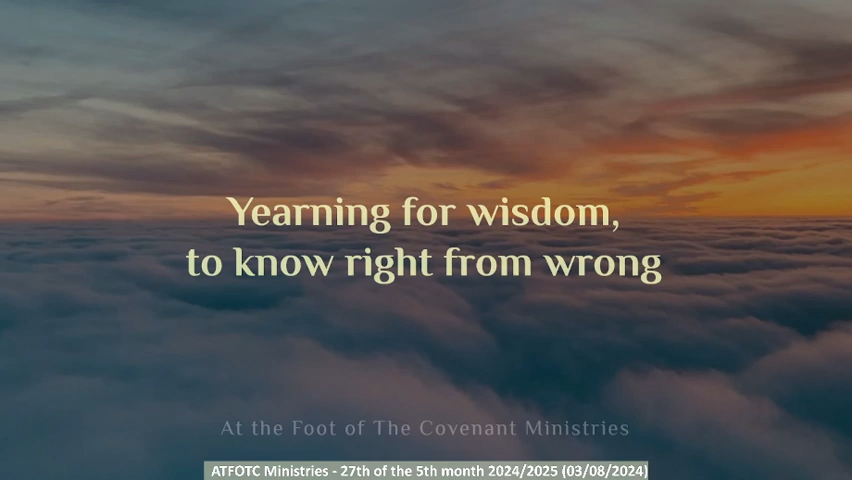 Yearning for wisdom,
to know right from wrong
At the Foot of The Covenant Ministries
ATFOTC Ministries - 27th of the 5th month 2024/2025 (03/08/2024)